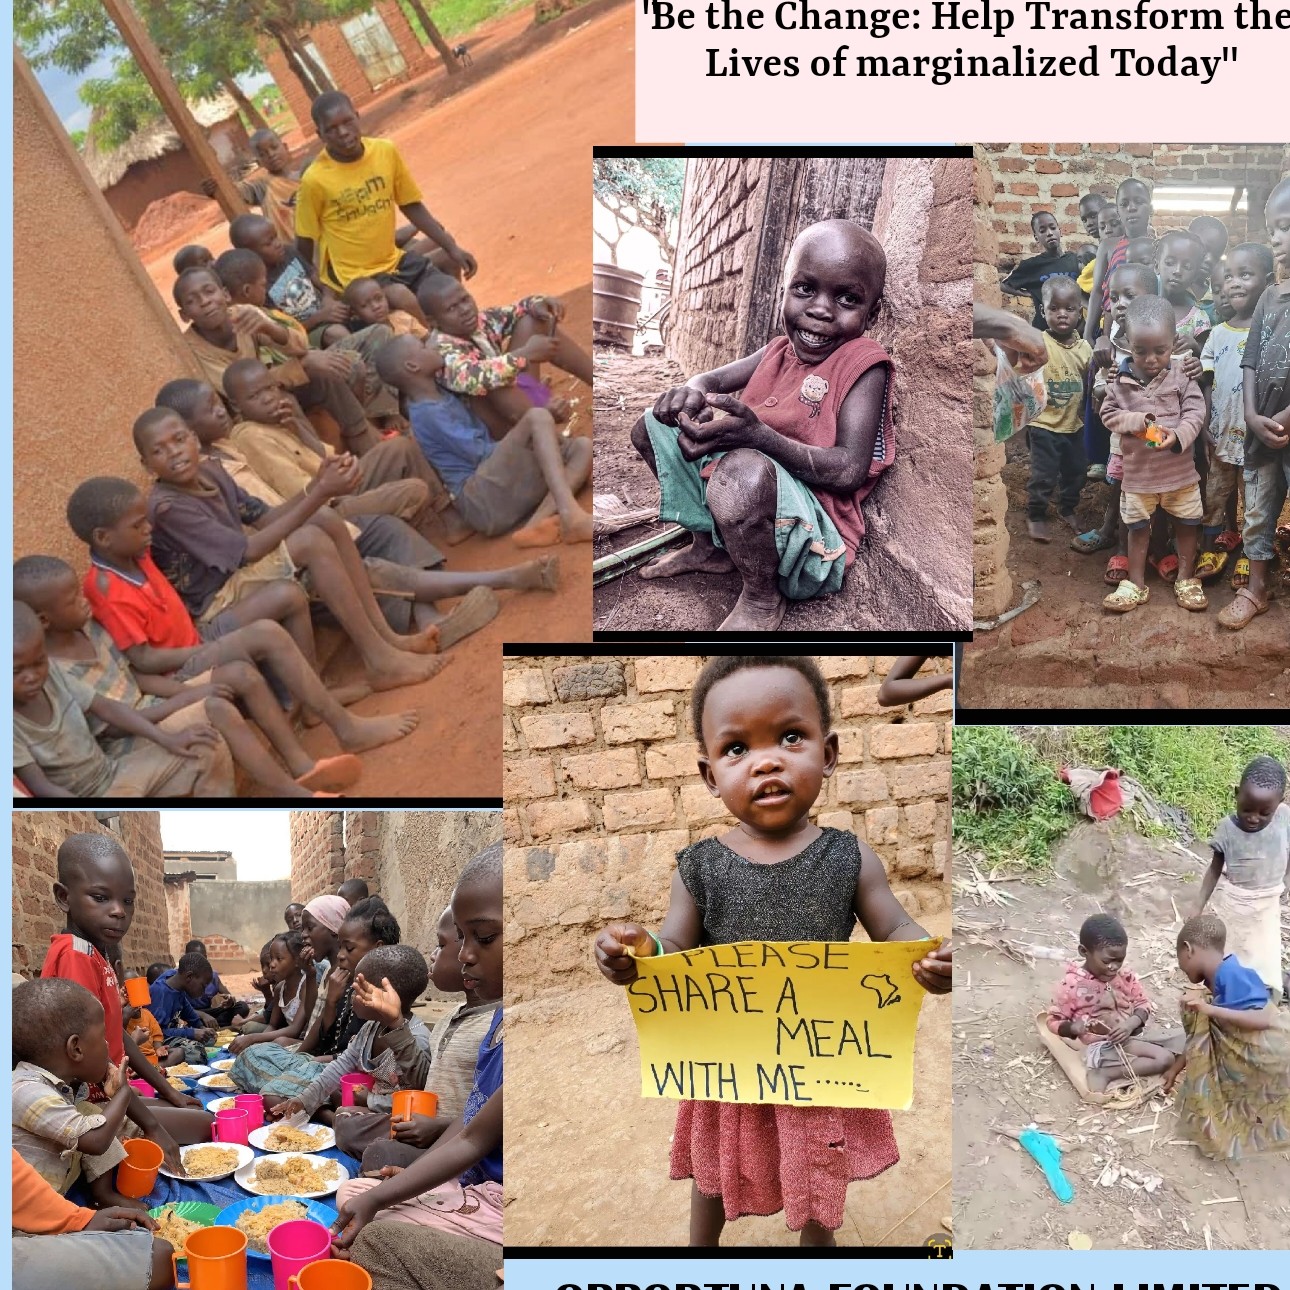 "Be the Change: Help Transform the
Lives of marginalized Today"
PLEASE
SHARE A
MEAL
WITH ME ......
OPPORTUNA FOUNDATION LIMITED